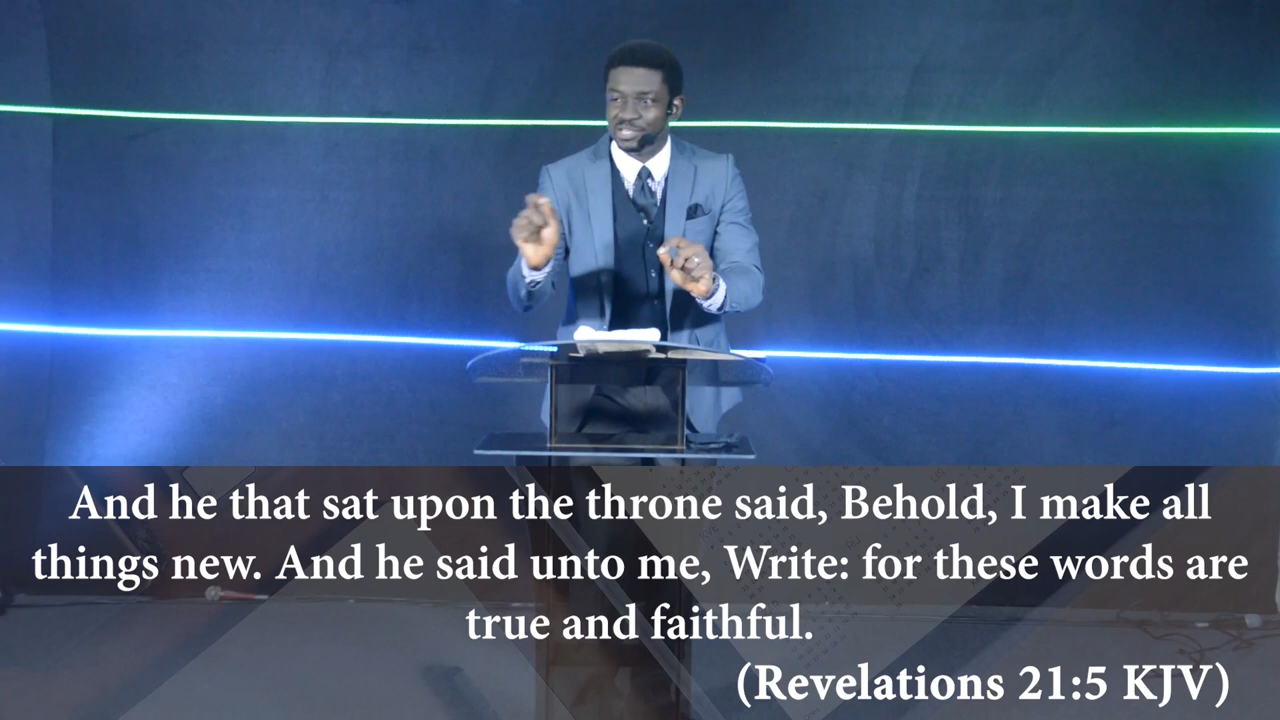 And he that sat upon the throne said, Behold, I make all
things new. And he said unto me, Write: for these words are
true and faithful.
(Revelations 21:5 KJV)